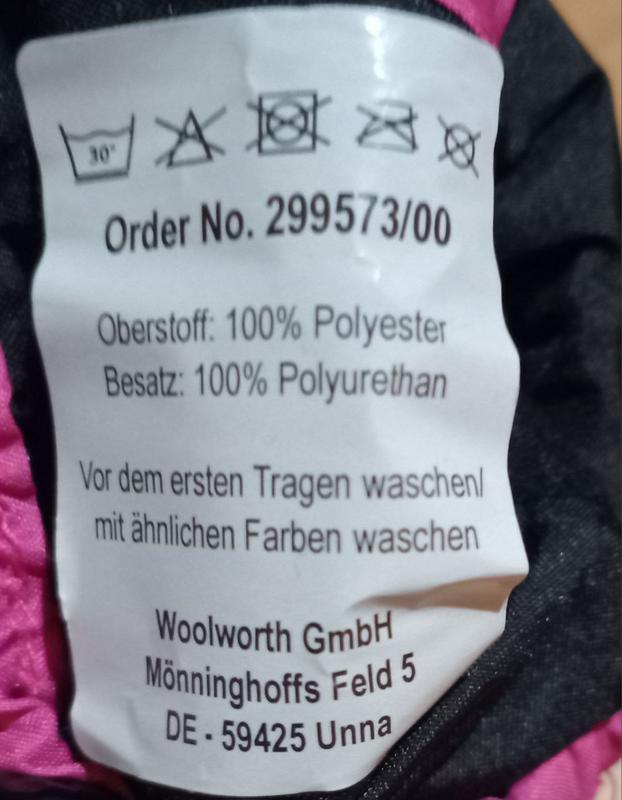 30°
Order No. 299573/00
Oberstoff: 100% Polyester
Besatz: 100% Polyurethan
Vor dem ersten Tragen waschen/
mit ähnlichen Farben waschen
Woolworth GmbH
Mönninghoffs Feld 5
DE - 59425 Unna